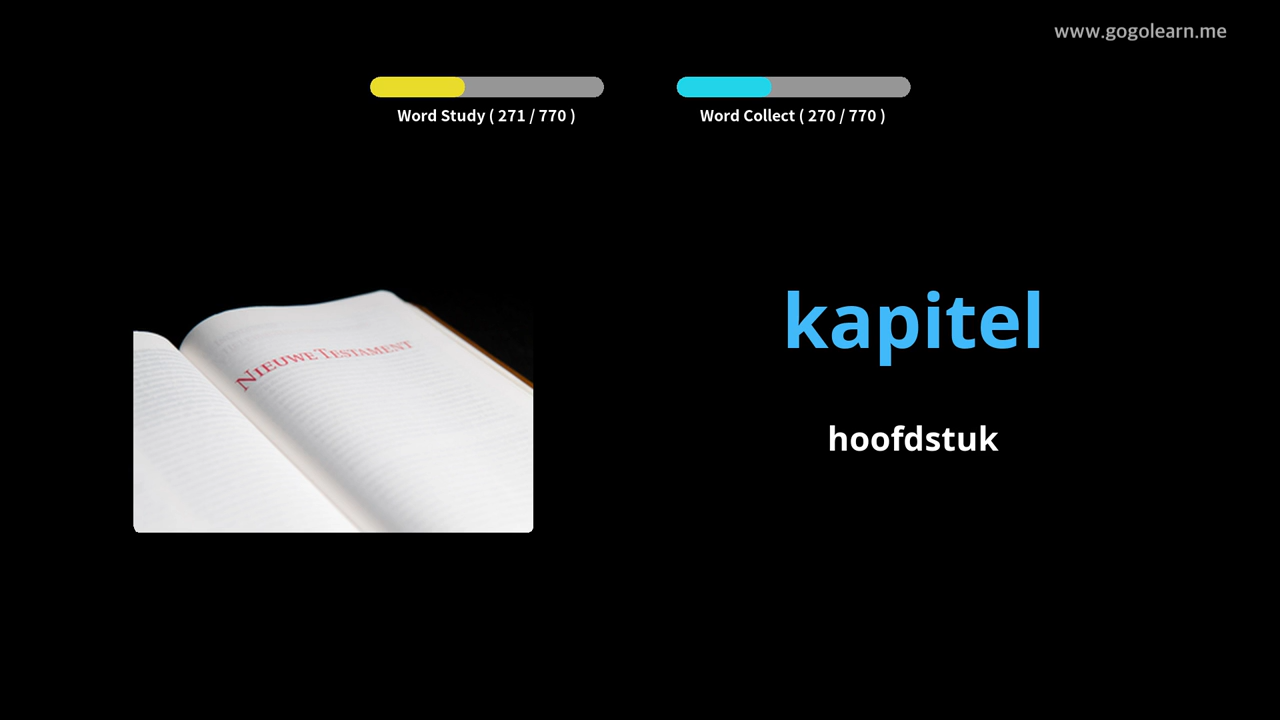 www.gogolearn.me
Word Study ( 271 / 770 )
Word Collect ( 270 / 770 )
NIEUWE TESTAMENT
kapitel
hoofdstuk